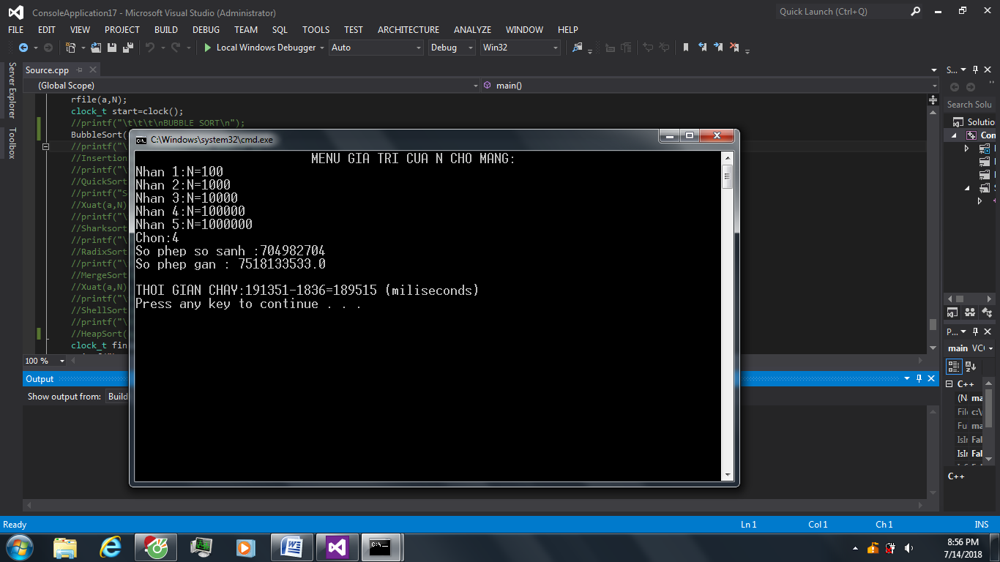 ConsoleApplication17 - Microsoft Visual Studio (Administrator)
Quick Launch (Ctrl+Q)
FILE EDIT VIEW PROJECT BUILD DEBUG TEAM SQL TOOLS TEST ARCHITECTURE ANALYZE WINDOW HELP
Local Windows Debugger Auto Debug Win32
Server Explorer
Toolbox
Source.cpp
(Global Scope) main()
rfile(a,N);
clock_t start=clock();
//printf("\t\t\t\nBUBBLE SORT\n");
BubbleSort(
//printf("\
//Insertion
//printf("\
//QuickSort
//printf("S
//Xuat(a,N)
//printf("\
//Sharksort
//printf("\
//RadixSort
//printf("\
//MergeSort
//Xuat(a,N)
//printf("\
//ShellSort
//printf("\
//HeapSort(
clock_t fin
100 %
C:\Windows\system32\cmd.exe
MENU GIA TRI CUA N CHO MANG:
Nhan 1:N=100
Nhan 2:N=1000
Nhan 3:N=10000
Nhan 4:N=100000
Nhan 5:N=1000000
Chon:4
So phep so sanh :704982704
So phep gan : 7518133533.0
THOI GIAN CHAY:191351-1836=189515 (miliseconds)
Press any key to continue . . .
Output
Show output from: Build
S...
Search Solu
Solutio
Con
P...
main VC
C++
(N ma
File c:\
Fu ma
IsIr Fal
IsIr Fal
C++
Ready Ln 1 Col 1 Ch 1 INS
8:56 PM
7/14/2018